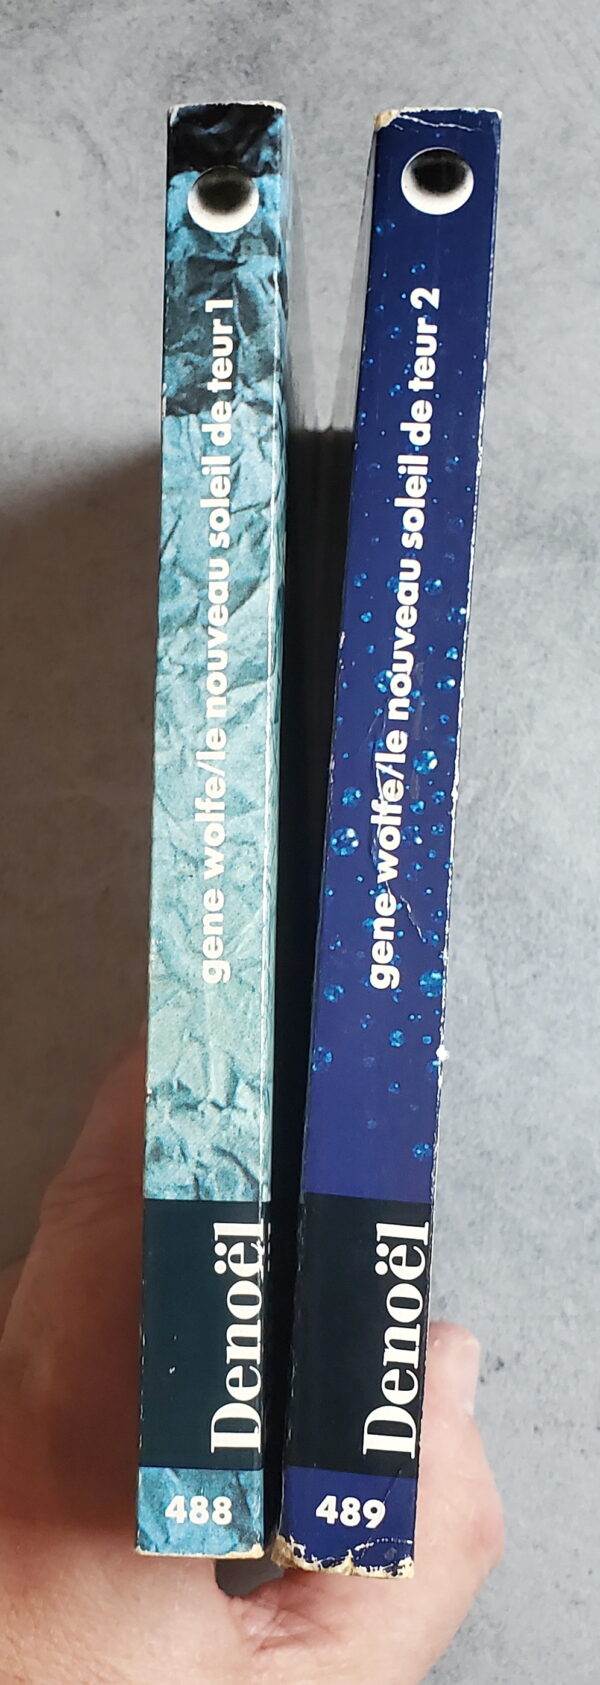 gene wolfe/le nouveau soleil de teur 1
Denoël
488
gene wolfe/le nouveau soleil de teur 2
Denoël
489